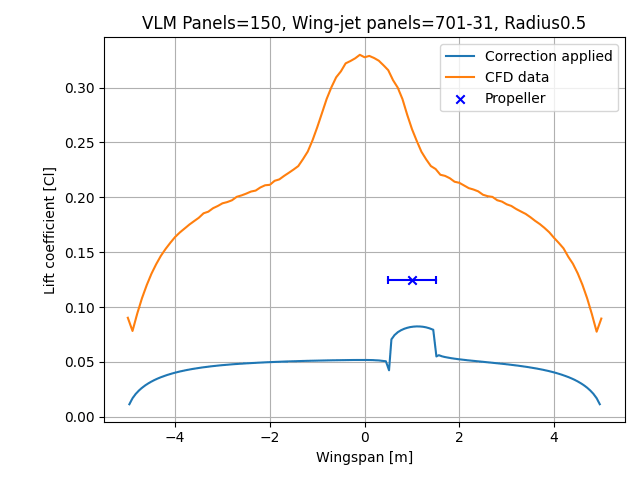 VLM Panels=150, Wing-jet panels=701-31, Radius0.5
Correction applied
CFD data
Propeller
Lift coefficient [Cl]
0.30
0.25
0.20
0.15
0.10
0.05
0.00
−4 −2 0 2 4
Wingspan [m]